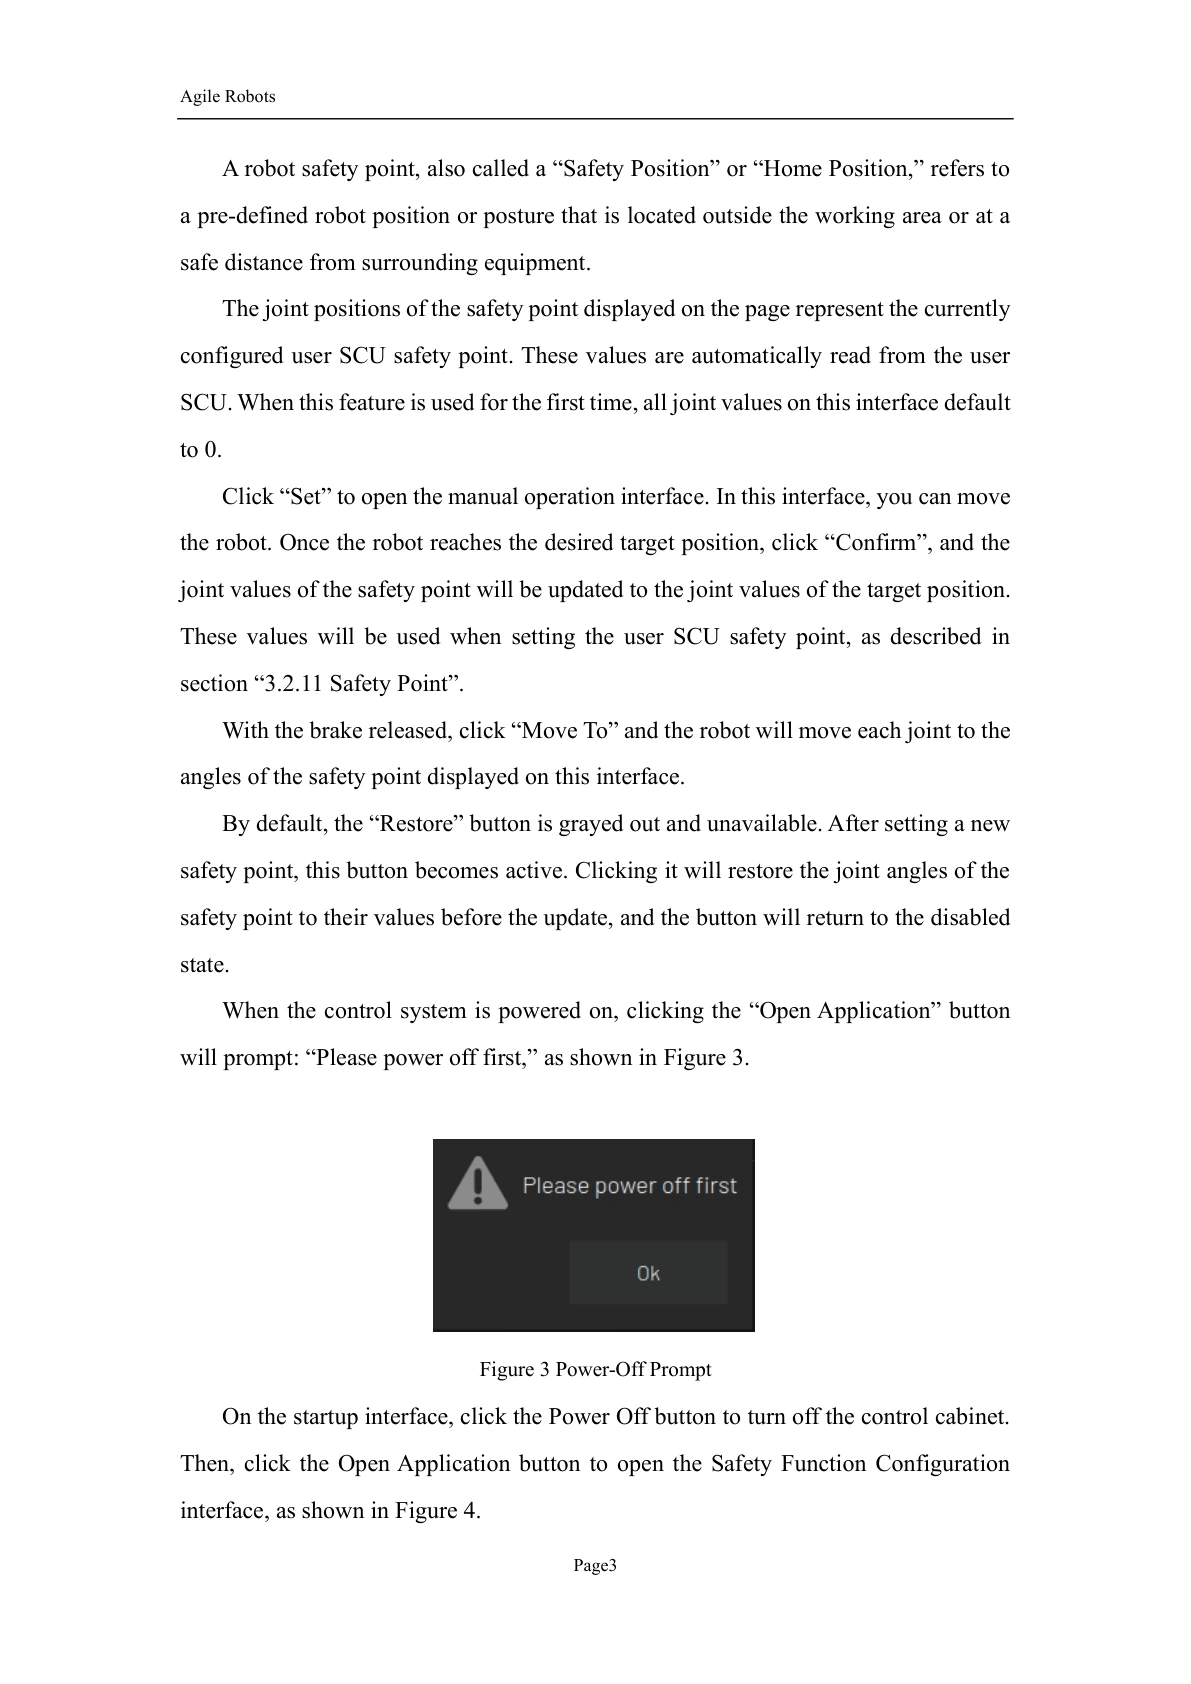 Agile Robots
A robot safety point, also called a “Safety Position” or “Home Position,” refers to
a pre-defined robot position or posture that is located outside the working area or at a
safe distance from surrounding equipment.
The joint positions of the safety point displayed on the page represent the currently
configured user SCU safety point. These values are automatically read from the user
SCU. When this feature is used for the first time, all joint values on this interface default
to 0.
Click “Set” to open the manual operation interface. In this interface, you can move
the robot. Once the robot reaches the desired target position, click “Confirm”, and the
joint values of the safety point will be updated to the joint values of the target position.
These values will be used when setting the user SCU safety point, as described in
section “3.2.11 Safety Point”.
With the brake released, click “Move To” and the robot will move each joint to the
angles of the safety point displayed on this interface.
By default, the “Restore” button is grayed out and unavailable. After setting a new
safety point, this button becomes active. Clicking it will restore the joint angles of the
safety point to their values before the update, and the button will return to the disabled
state.
When the control system is powered on, clicking the “Open Application” button
will prompt: “Please power off first,” as shown in Figure 3.
Please power off first
Ok
Figure 3 Power-Off Prompt
On the startup interface, click the Power Off button to turn off the control cabinet.
Then, click the Open Application button to open the Safety Function Configuration
interface, as shown in Figure 4.
Page3